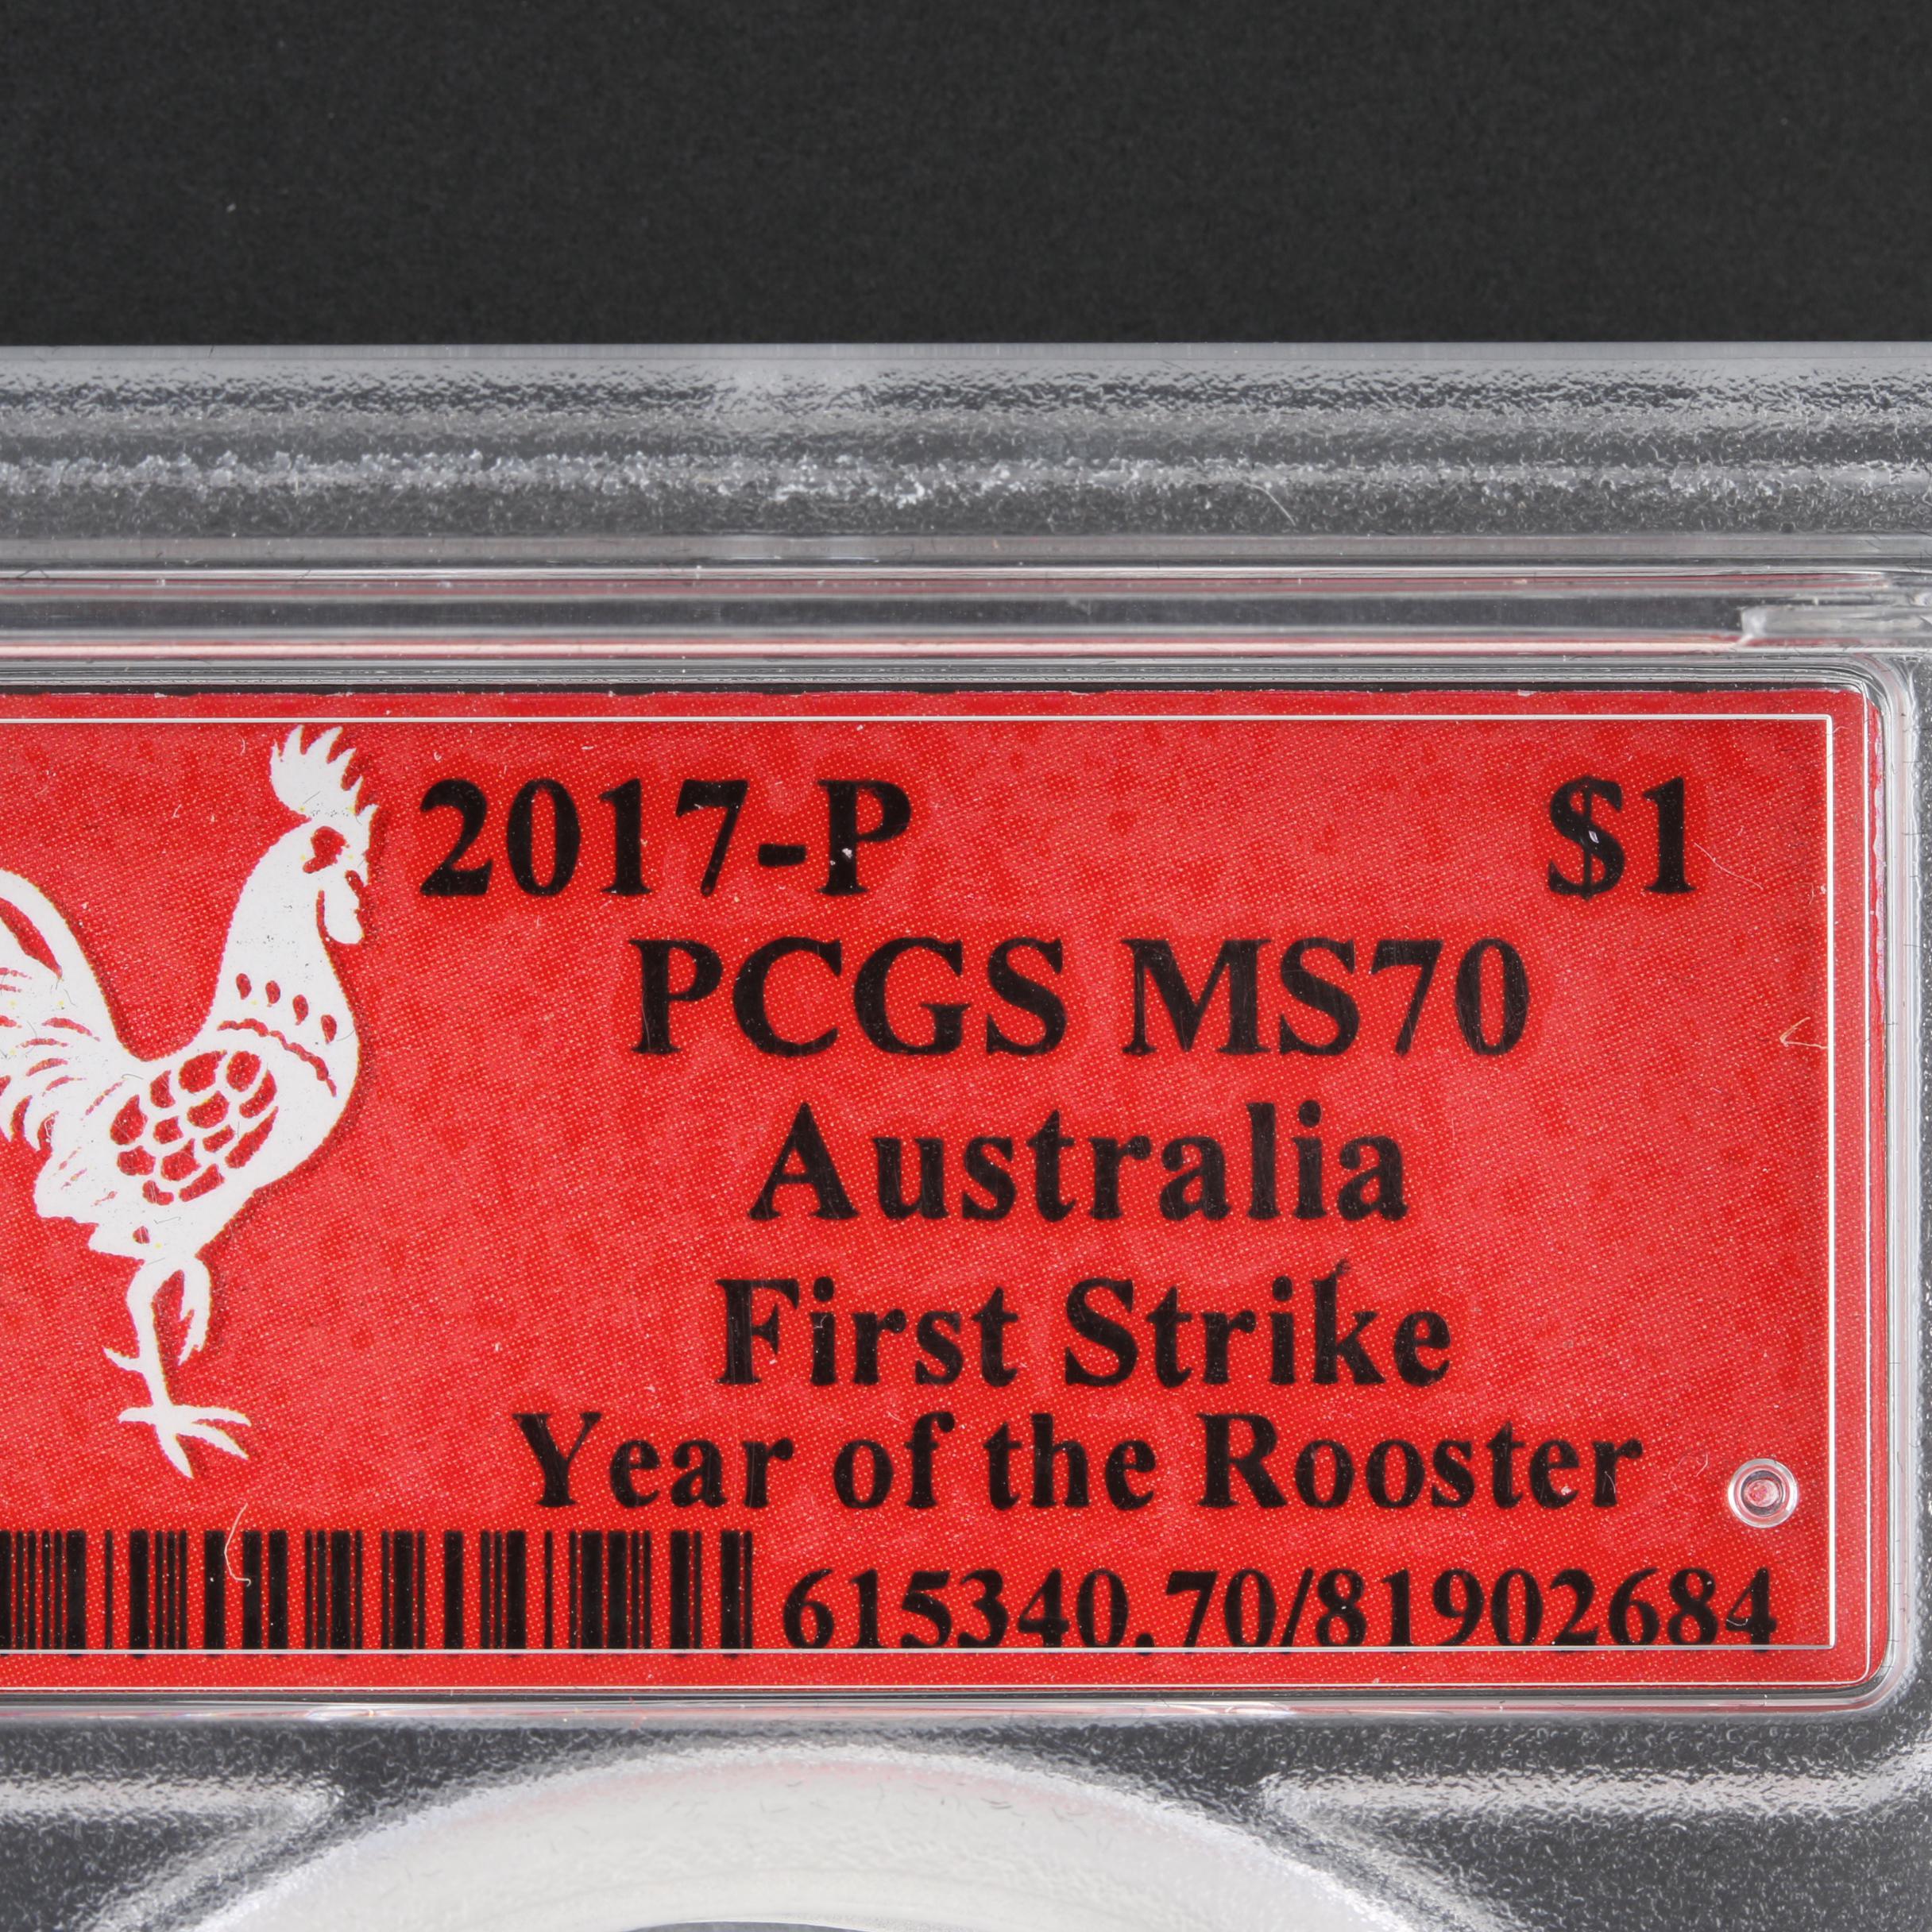 2017-P $1
PCGS MS70
Australia
First Strike
Year of the Rooster
615340.70/81902684